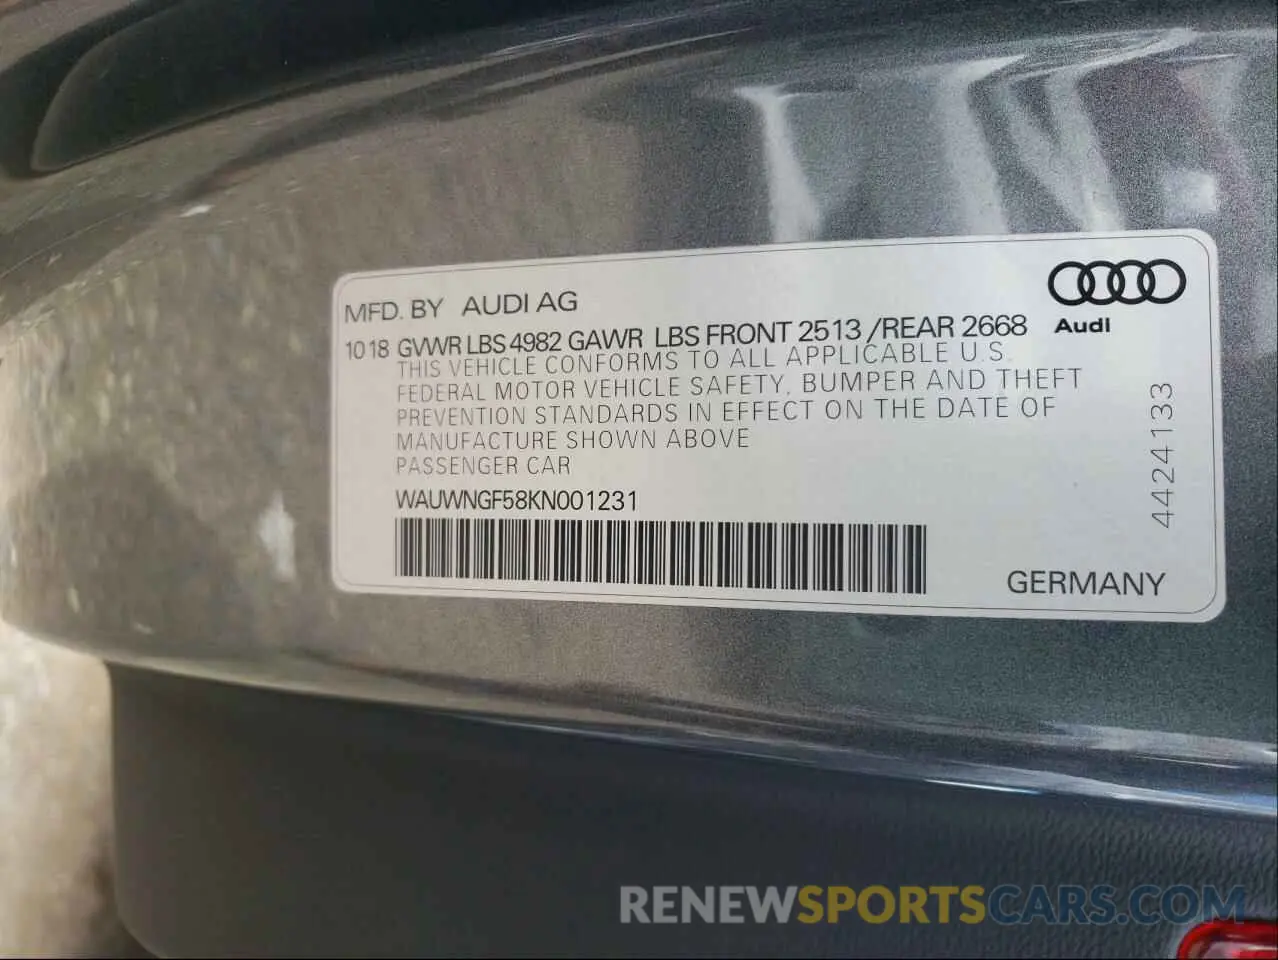 MFD. BY AUDI AG
1018 GVWR LBS 4982 GAWR LBS FRONT 2513 /REAR 2668
THIS VEHICLE CONFORMS TO ALL APPLICABLE U.S.
FEDERAL MOTOR VEHICLE SAFETY, BUMPER AND THEFT
PREVENTION STANDARDS IN EFFECT ON THE DATE OF
MANUFACTURE SHOWN ABOVE
PASSENGER CAR
WAUWNGF58KN001231
Audi
4424133
GERMANY
RENEWSPORTSCARS.COM